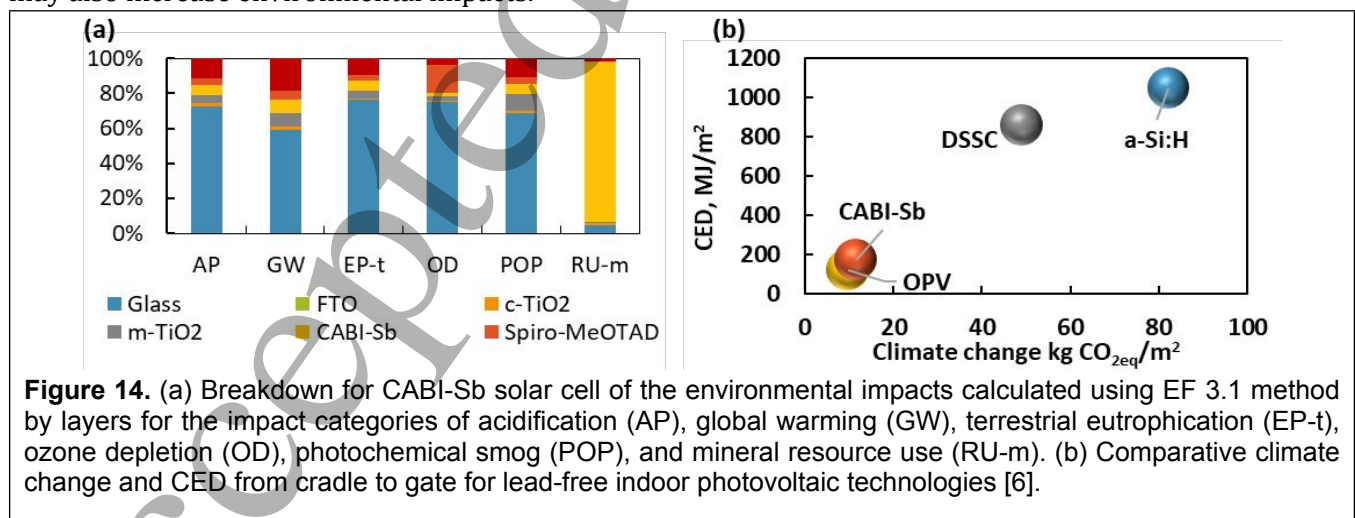 may also increase environmental impacts.
(a)
100%
80%
60%
40%
20%
0%
AP GW EP-t OD POP RU-m
Glass FTO c-TiO2
m-TiO2 CABI-Sb Spiro-MeOTAD
(b)
CED, MJ/m²
1200
1000
800
600
400
200
0
DSSC
a-Si:H
CABI-Sb
OPV
0 20 40 60 80 100
Climate change kg CO2eq/m²
Figure 14. (a) Breakdown for CABI-Sb solar cell of the environmental impacts calculated using EF 3.1 method
by layers for the impact categories of acidification (AP), global warming (GW), terrestrial eutrophication (EP-t),
ozone depletion (OD), photochemical smog (POP), and mineral resource use (RU-m). (b) Comparative climate
change and CED from cradle to gate for lead-free indoor photovoltaic technologies [6].